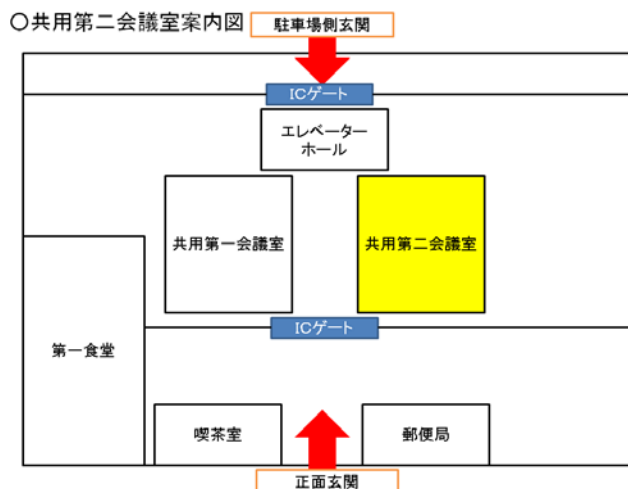 ○共用第二会議室案内図
駐車場側玄関
ICゲート
エレベーター
ホール
共用第一会議室
共用第二会議室
ICゲート
第一食堂
喫茶室
郵便局
正面玄関